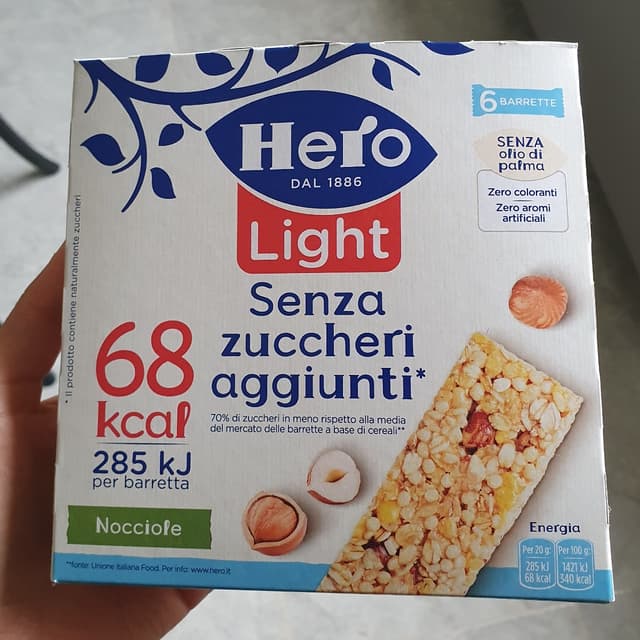 6 BARRETTE
Hero
DAL 1886
Light
SENZA
olio di
palma
Zero coloranti
Zero aromi
artificiali
Senza
zuccheri
aggiunti*
70% di zuccheri in meno rispetto alla media
del mercato delle barrette a base di cereali**
68
kcal
285 kJ
per barretta
Nocciole
* Il prodotto contiene naturalmente zuccheri
Energia
Per 20 g:
285 kJ
68 kcal
Per 100 g:
1421 kJ
340 kcal
**fonte: Unione Italiana Food. Per info: www.hero.it